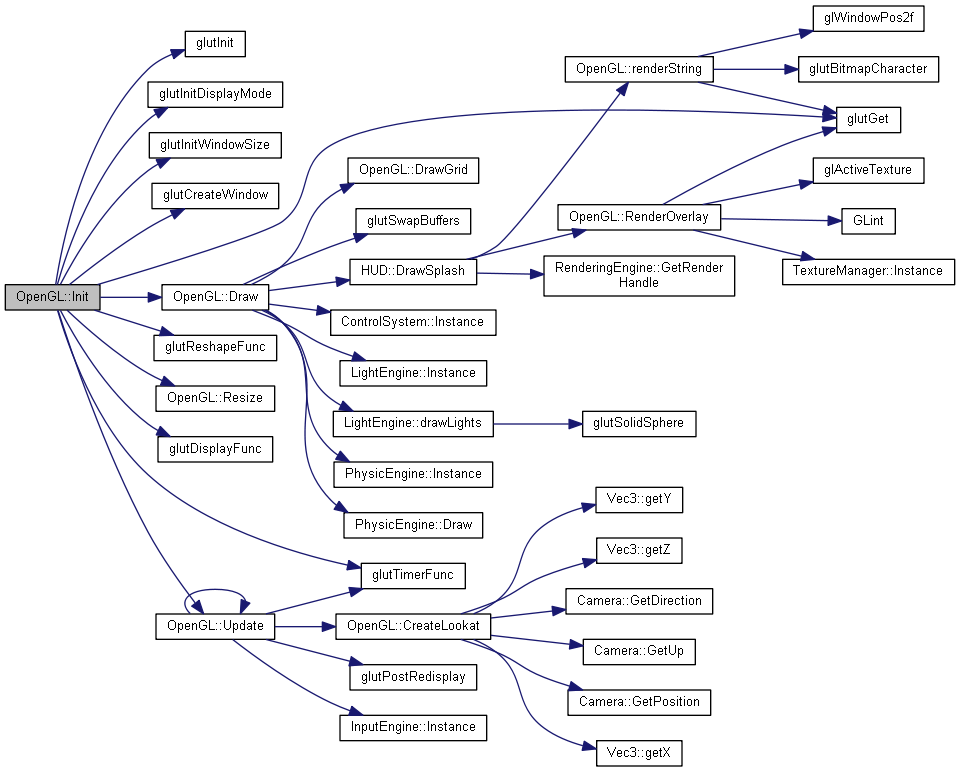 glWindowPos2f
glutInit
OpenGL::renderString
glutBitmapCharacter
glutInitDisplayMode
glutGet
glutInitWindowSize
OpenGL::DrawGrid
glActiveTexture
glutCreateWindow
glutSwapBuffers
OpenGL::RenderOverlay
GLint
HUD::DrawSplash
RenderingEngine::GetRender
Handle
TextureManager::Instance
OpenGL::Init
OpenGL::Draw
ControlSystem::Instance
glutReshapeFunc
LightEngine::Instance
OpenGL::Resize
LightEngine::drawLights
glutSolidSphere
glutDisplayFunc
PhysicEngine::Instance
Vec3::getY
PhysicEngine::Draw
Vec3::getZ
glutTimerFunc
Camera::GetDirection
OpenGL::Update
OpenGL::CreateLookat
Camera::GetUp
glutPostRedisplay
Camera::GetPosition
InputEngine::Instance
Vec3::getX